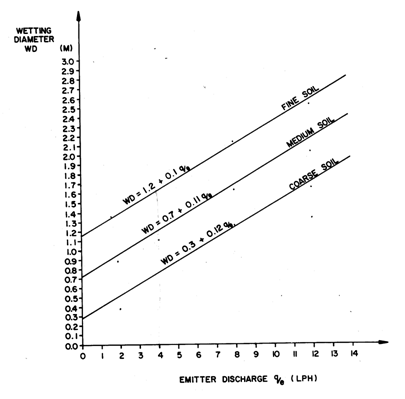 WETTING
DIAMETER
WD (M)
3.0
2.9
2.8
2.7
2.6
2.5
2.4
2.3
2.2
2.1
2.0
1.9
1.8
1.7
1.6
1.5
1.4
1.3
1.2
1.1
1.0
0.9
0.8
0.7
0.6
0.5
0.4
0.3
0.2
0.1
0.0
FINE SOIL
WD = 1.2 + 0.1 qe
MEDIUM SOIL
WD = 0.7 + 0.11 qe
COARSE SOIL
WD = 0.3 + 0.12 qe
0 1 2 3 4 5 6 7 8 9 10 11 12 13 14
EMITTER DISCHARGE qe (LPH)